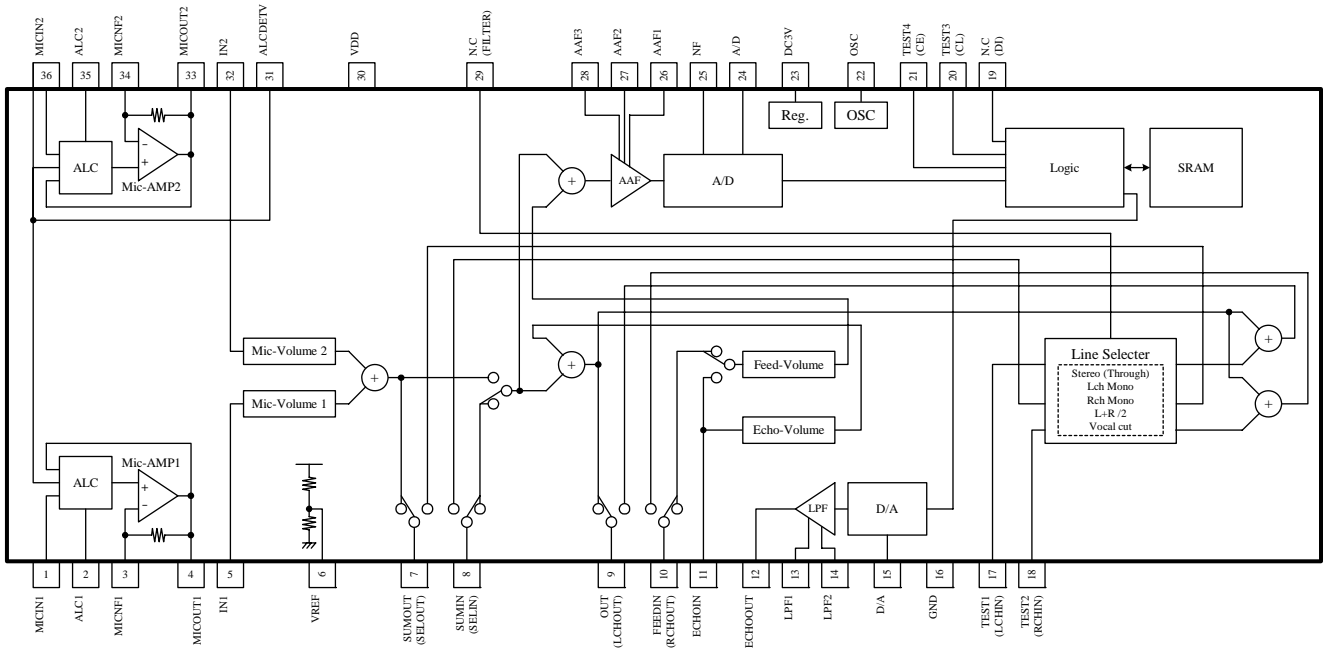 MICIN2
ALC2
MICNF2
MICOUT2
IN2
ALCDETV
VDD
N.C
(FILTER)
AAF3
AAF2
AAF1
NF
A/D
DC3V
OSC
TEST4
(CE)
TEST3
(CL)
N.C
(DI)
36
35
34
33
32
31
30
29
28
27
26
25
24
23
22
21
20
19
Reg.
OSC
ALC
−
+
Mic-AMP2
+
AAF
A/D
Logic
SRAM
Mic-Volume 2
Mic-Volume 1
+
+
Feed-Volume
Echo-Volume
Line Selecter
Stereo (Through)
Lch Mono
Rch Mono
L+R /2
Vocal cut
+
+
Mic-AMP1
ALC
+
−
LPF
D/A
1
2
3
4
5
6
7
8
9
10
11
12
13
14
15
16
17
18
MICIN1
ALC1
MICNF1
MICOUT1
IN1
VREF
SUMOUT
(SELOUT)
SUMIN
(SELIN)
OUT
(LCHOUT)
FEEDIN
(RCHOUT)
ECHOIN
ECHOOUT
LPF1
LPF2
D/A
GND
TEST1
(LCHIN)
TEST2
(RCHIN)